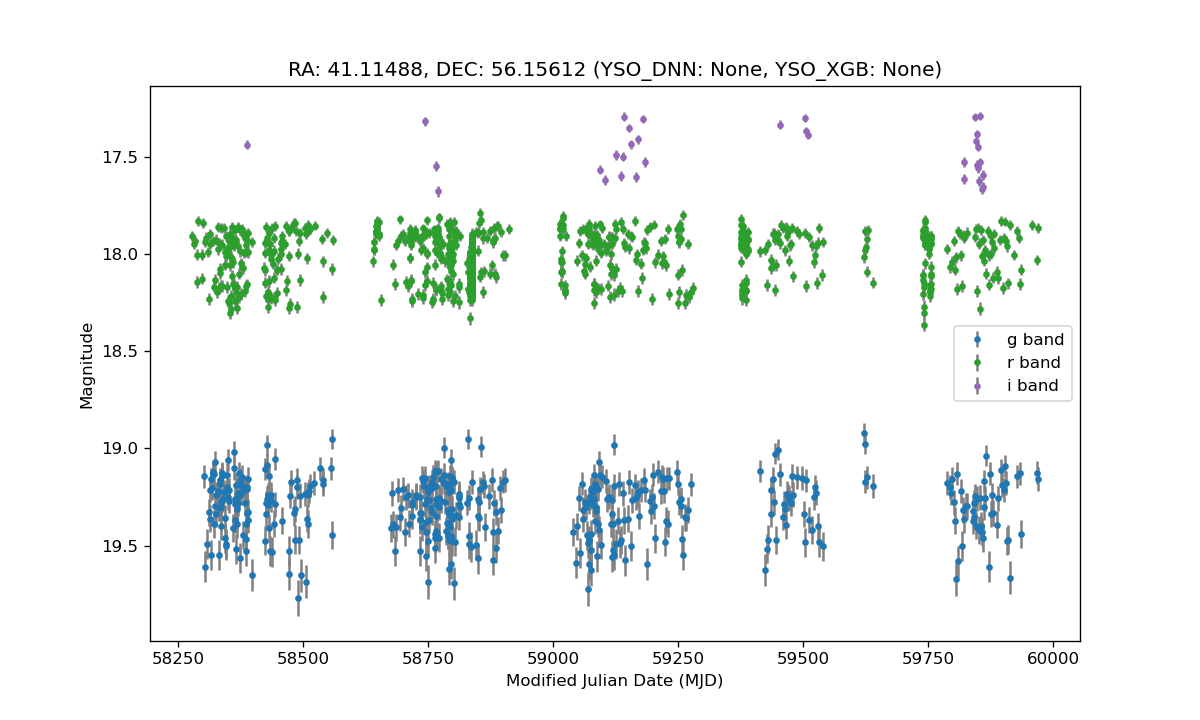 RA: 41.11488, DEC: 56.15612 (YSO_DNN: None, YSO_XGB: None)
17.5
18.0
18.5
19.0
19.5
Magnitude
g band
r band
i band
58250 58500 58750 59000 59250 59500 59750 60000
Modified Julian Date (MJD)